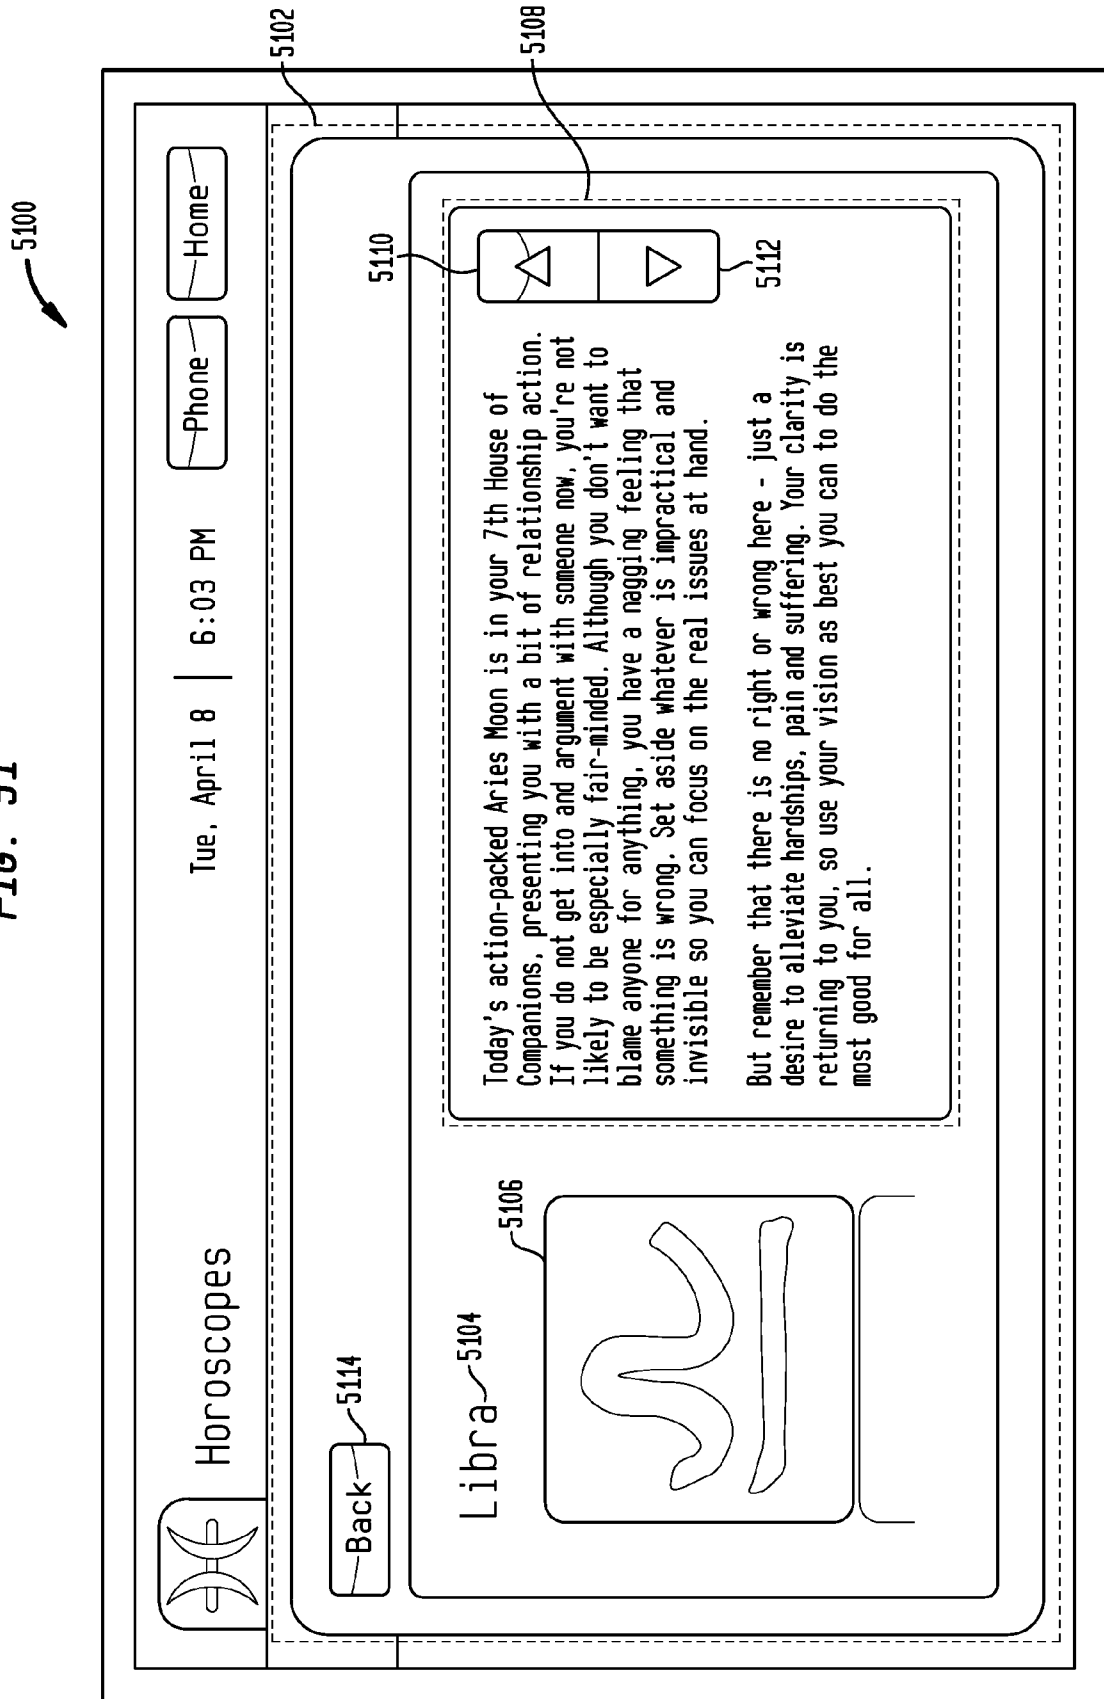 FIG. 51
5100
Horoscopes
Tue, April 8 | 6:03 PM
Phone
Home
5102
Back
5114
Libra
5104
5106
5108
5110
5112
Today's action-packed Aries Moon is in your 7th House of
Companions, presenting you with a bit of relationship action.
If you do not get into and argument with someone now, you're not
likely to be especially fair-minded. Although you don't want to
blame anyone for anything, you have a nagging feeling that
something is wrong. Set aside whatever is impractical and
invisible so you can focus on the real issues at hand.
But remember that there is no right or wrong here - just a
desire to alleviate hardships, pain and suffering. Your clarity is
returning to you, so use your vision as best you can to do the
most good for all.